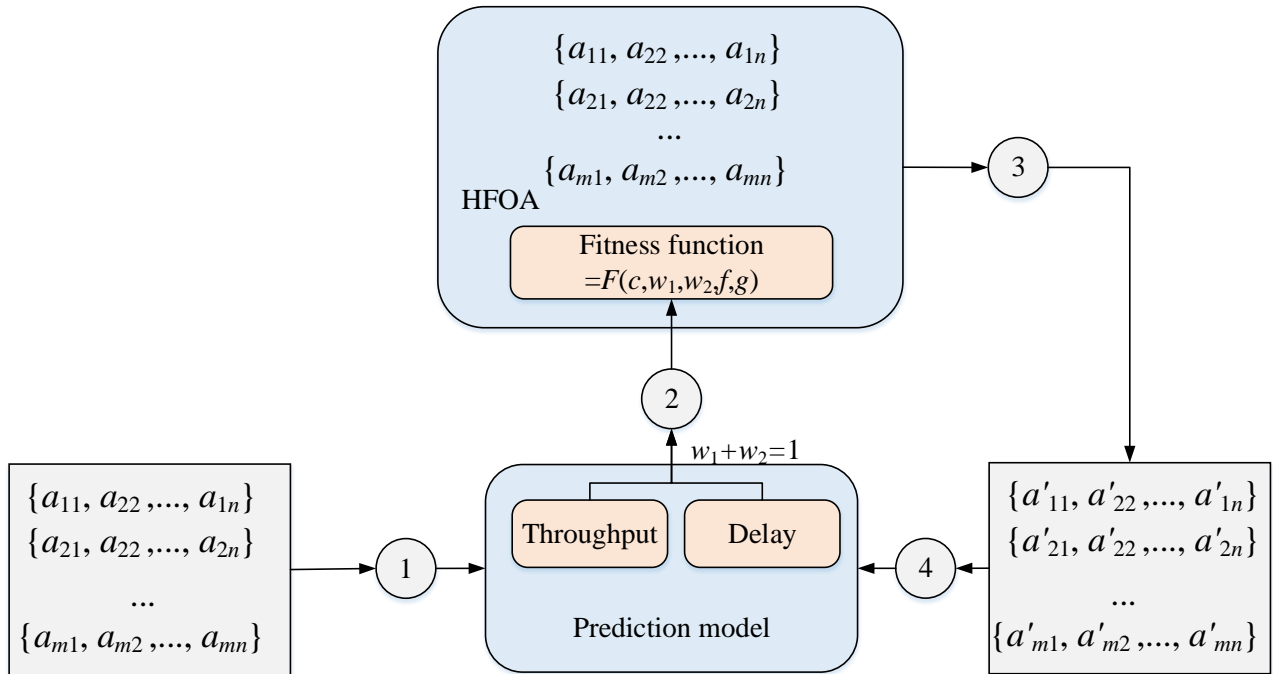 {a₁₁, a₂₂ ,..., a₁ₙ}
{a₂₁, a₂₂ ,..., a₂ₙ}
...
{aₘ₁, aₘ₂ ,..., aₘₙ}
HFOA
Fitness function
=F(c,w₁,w₂,f,g)
3
2
w₁+w₂=1
{a₁₁, a₂₂ ,..., a₁ₙ}
{a₂₁, a₂₂ ,..., a₂ₙ}
...
{aₘ₁, aₘ₂ ,..., aₘₙ}
1
Throughput
Delay
Prediction model
4
{a′₁₁, a′₂₂ ,..., a′₁ₙ}
{a′₂₁, a′₂₂ ,..., a′₂ₙ}
...
{a′ₘ₁, a′ₘ₂ ,..., a′ₘₙ}